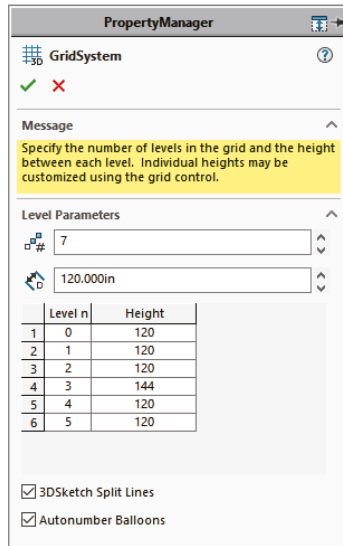 PropertyManager
3D GridSystem
Message
Specify the number of levels in the grid and the height
between each level. Individual heights may be
customized using the grid control.
Level Parameters
# 7
D 120.000in
Level n Height
1 0 120
2 1 120
3 2 120
4 3 144
5 4 120
6 5 120
3DSketch Split Lines
Autonumber Balloons